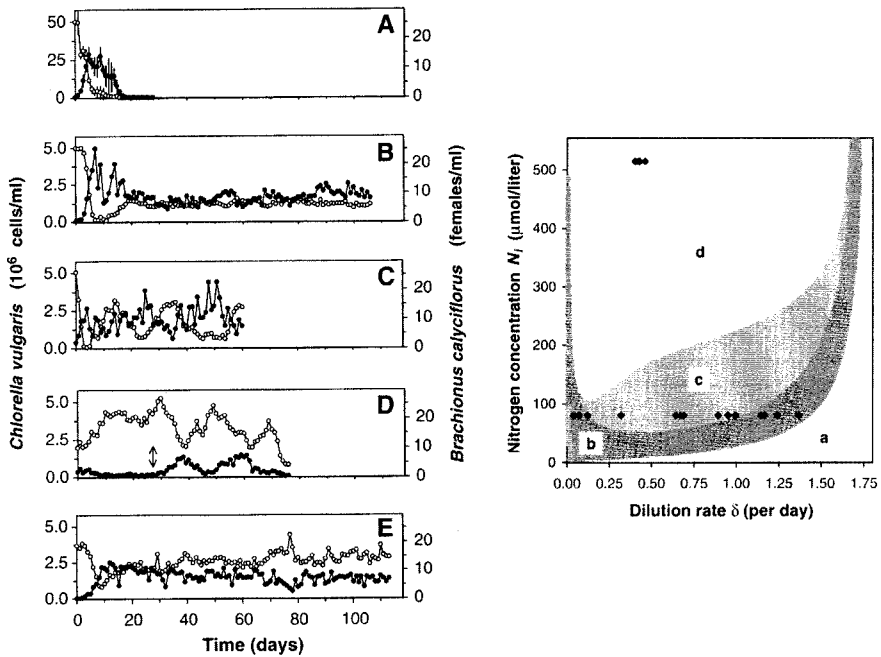 A
50
25
0
25
20
15
10
5
0
B
5.0
2.5
0.0
20
10
0
C
5.0
2.5
0.0
20
10
0
D
5.0
2.5
0.0
20
10
0
E
5.0
2.5
0.0
20
10
0
0 20 40 60 80 100
Time (days)
Chlorella vulgaris (10⁶ cells/ml)
Brachionus calyciflorus (females/ml)
Nitrogen concentration Nᵢ (μmol/liter)
500
400
300
200
100
0
d
c
b
a
0.00 0.25 0.50 0.75 1.00 1.25 1.50 1.75
Dilution rate δ (per day)